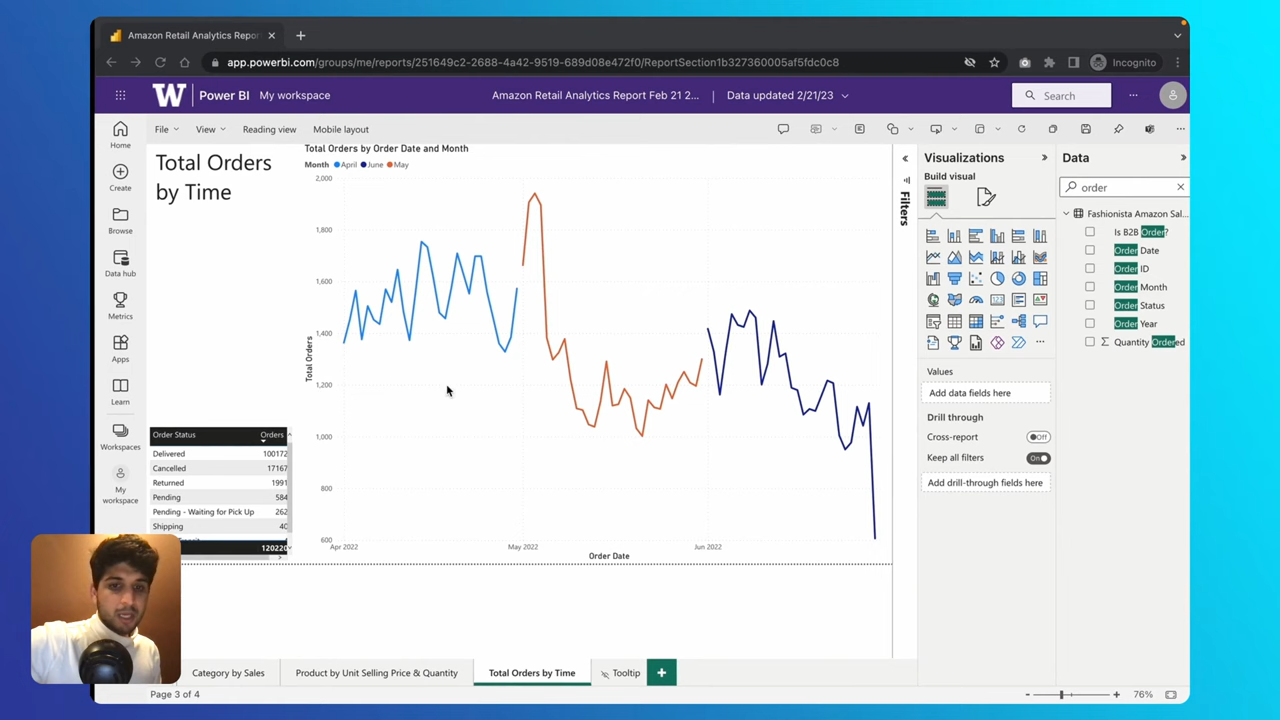 Amazon Retail Analytics Repor
app.powerbi.com/groups/me/reports/251649c2-2688-4a42-9519-689d08e472f0/ReportSection1b327360005af5fdc0c8
Incognito
W Power BI My workspace
Amazon Retail Analytics Report Feb 21 2... | Data updated 2/21/23
Search
File View Reading view Mobile layout
Home
Create
Browse
Data hub
Metrics
Apps
Learn
Workspaces
My workspace
Total Orders
by Time
Total Orders by Order Date and Month
Month April June May
2,000
1,800
1,600
1,400
1,200
1,000
800
600
Total Orders
Apr 2022 May 2022 Jun 2022
Order Date
Order Status Orders
Delivered 100172
Cancelled 17167
Returned 1991
Pending 584
Pending - Waiting for Pick Up 262
Shipping 40
120220
Filters
Visualizations
Build visual
Values
Add data fields here
Drill through
Cross-report Off
Keep all filters On
Add drill-through fields here
Data
order
Fashionista Amazon Sal...
Is B2B Order?
Order Date
Order ID
Order Month
Order Status
Order Year
Σ Quantity Ordered
Category by Sales Product by Unit Selling Price & Quantity Total Orders by Time Tooltip
Page 3 of 4
- + 76%